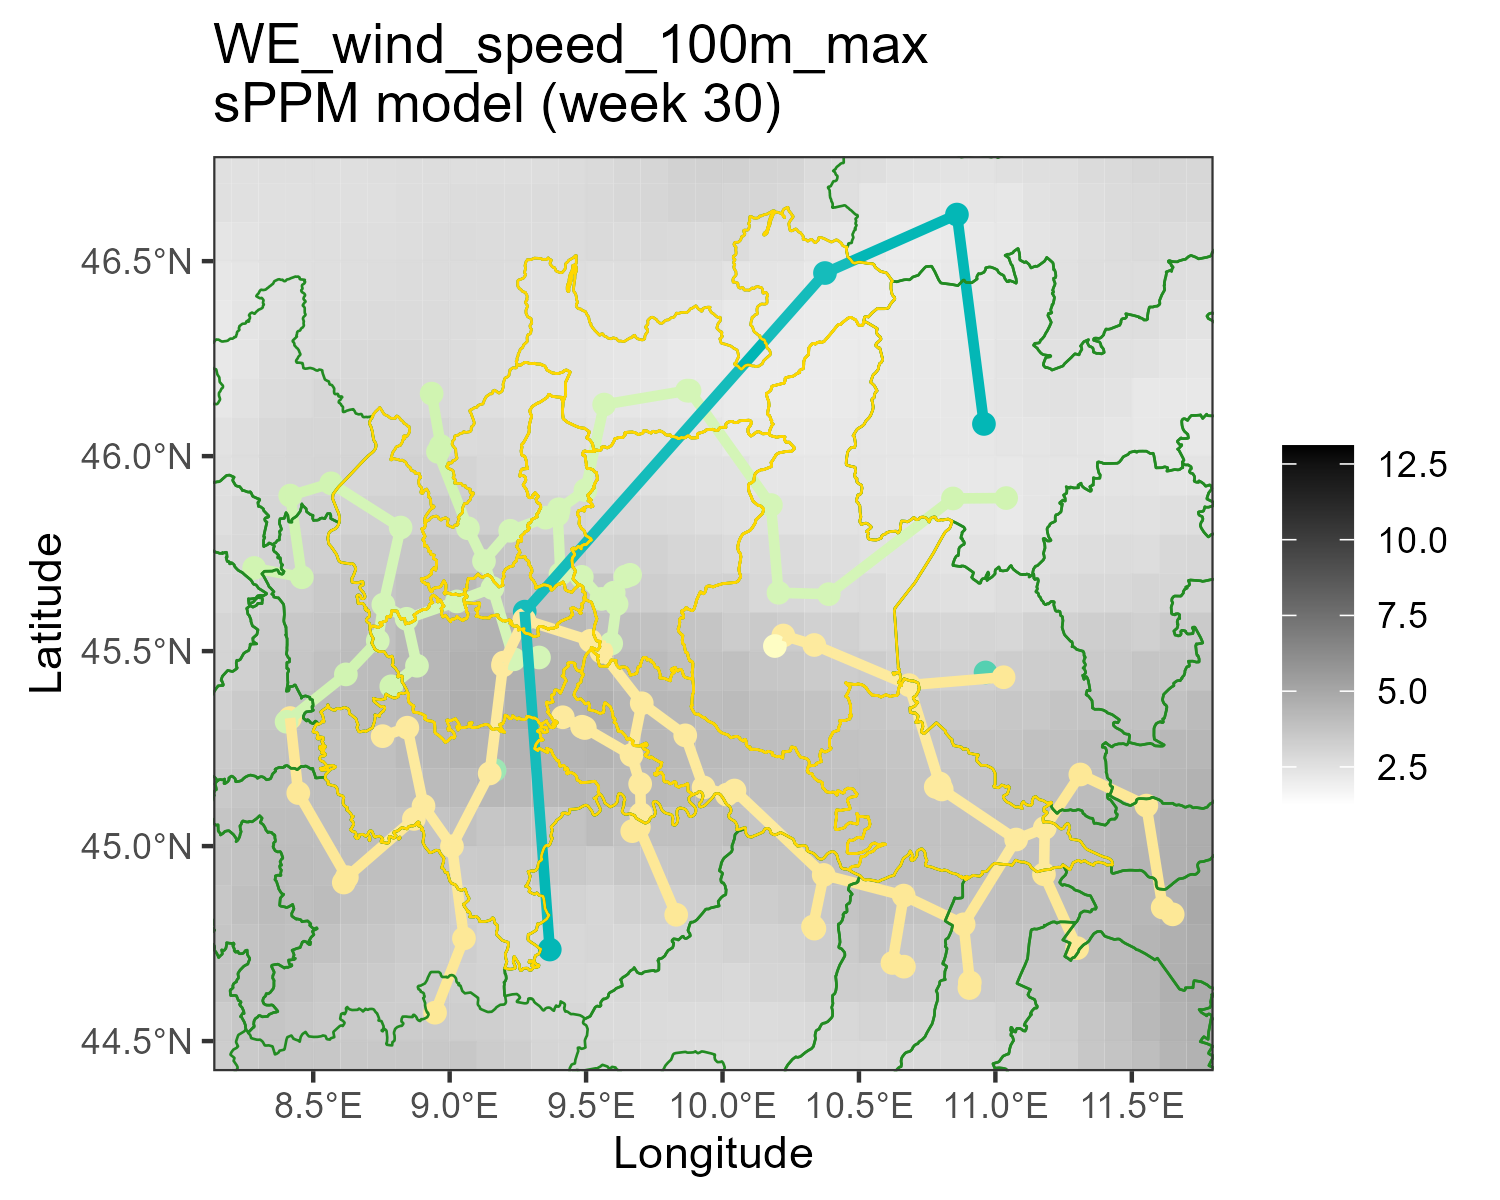 WE_wind_speed_100m_max
sPPM model (week 30)
46.5°N
46.0°N
45.5°N
45.0°N
44.5°N
Latitude
8.5°E 9.0°E 9.5°E 10.0°E 10.5°E 11.0°E 11.5°E
Longitude
12.5
10.0
7.5
5.0
2.5